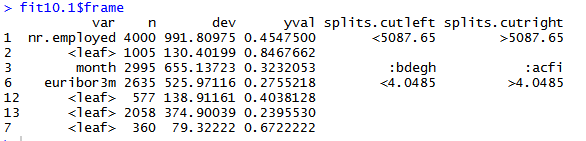 > fit10.1$frame
var n dev yval splits.cutleft splits.cutright
1 nr.employed 4000 991.80975 0.4547500 <5087.65 >5087.65
2 <leaf> 1005 130.40199 0.8467662
3 month 2995 655.13723 0.3232053 :bdegh :acfi
6 euribor3m 2635 525.97116 0.2755218 <4.0485 >4.0485
12 <leaf> 577 138.91161 0.4038128
13 <leaf> 2058 374.90039 0.2395530
7 <leaf> 360 79.32222 0.6722222